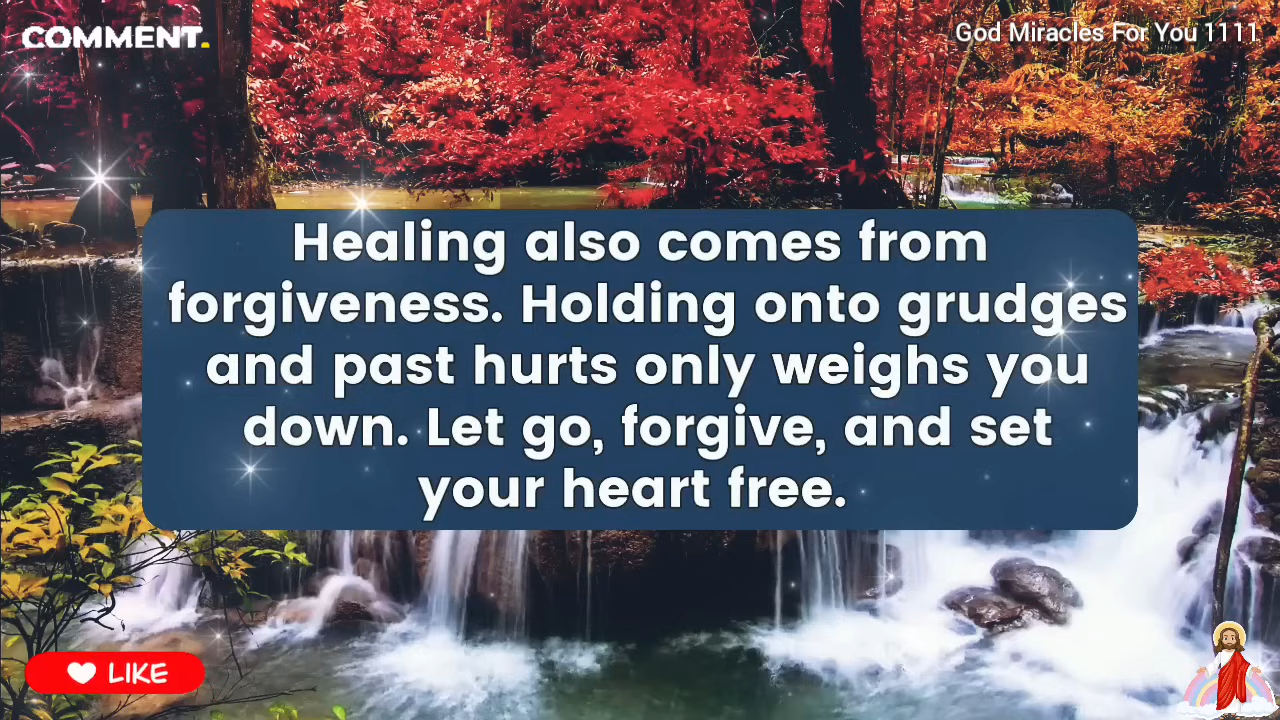 COMMENT.
God Miracles For You 1111
Healing also comes from
forgiveness. Holding onto grudges
and past hurts only weighs you
down. Let go, forgive, and set
your heart free.
LIKE